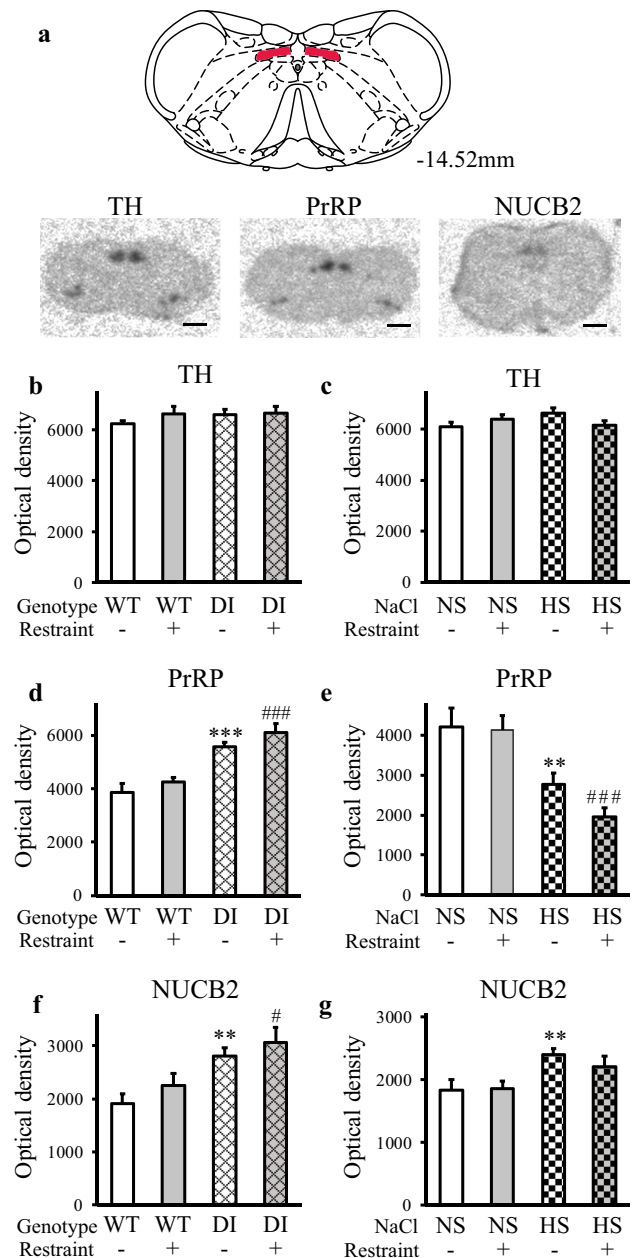 a
-14.52mm
TH PrRP NUCB2
b TH
Optical density
6000
4000
2000
0
Genotype WT WT DI DI
Restraint - + - +
c TH
Optical density
6000
4000
2000
0
NaCl NS NS HS HS
Restraint - + - +
d PrRP
Optical density
6000
4000
2000
0
*** ###
Genotype WT WT DI DI
Restraint - + - +
e PrRP
Optical density
4000
3000
2000
1000
0
** ###
NaCl NS NS HS HS
Restraint - + - +
f NUCB2
Optical density
3000
2000
1000
0
** #
Genotype WT WT DI DI
Restraint - + - +
g NUCB2
Optical density
3000
2000
1000
0
**
NaCl NS NS HS HS
Restraint - + - +